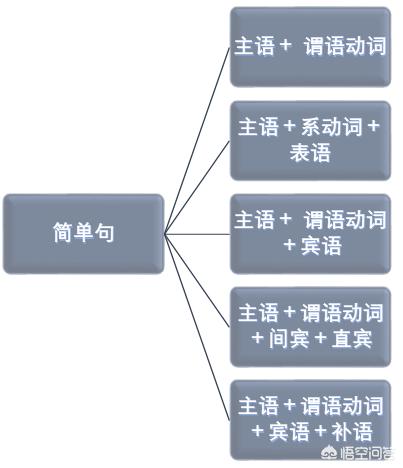 主语＋ 谓语动词
主语＋系动词＋
表语
主语＋ 谓语动词
＋宾语
简单句
主语＋谓语动词
＋间宾＋直宾
主语＋谓语动词
＋宾语＋补语
悟空问答